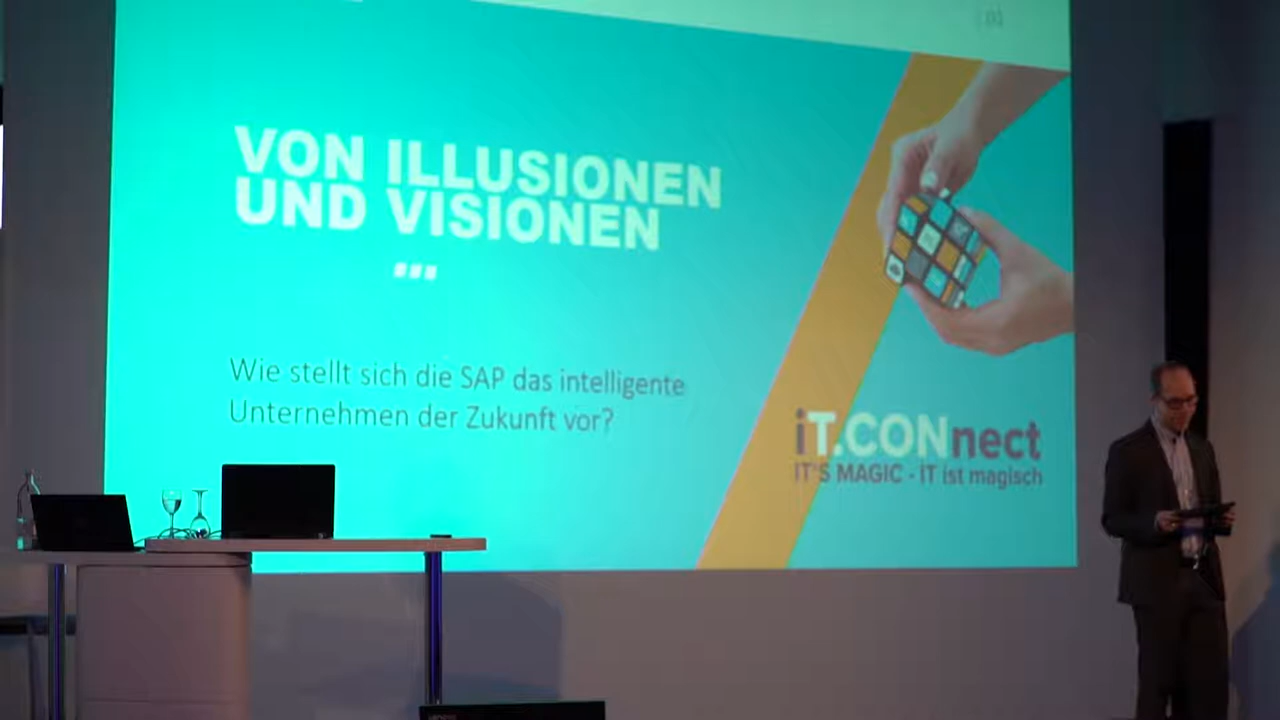 VON ILLUSIONEN
UND VISIONEN
Wie stellt sich die SAP das intelligente
Unternehmen der Zukunft vor?
iT.CONnect
IT'S MAGIC - iT ist magisch